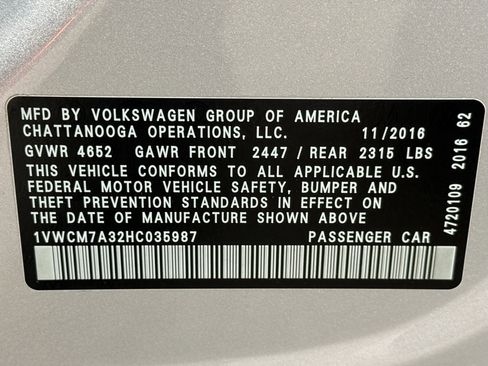 MFD BY VOLKSWAGEN GROUP OF AMERICA
CHATTANOOGA OPERATIONS, LLC. 11/2016
GVWR 4652 GAWR FRONT 2447 / REAR 2315 LBS
THIS VEHICLE CONFORMS TO ALL APPLICABLE U.S.
FEDERAL MOTOR VEHICLE SAFETY, BUMPER AND
THEFT PREVENTION STANDARDS IN EFFECT ON
THE DATE OF MANUFACTURE SHOWN ABOVE
1VWCM7A32HC035987 PASSENGER CAR
4720109 2016 62